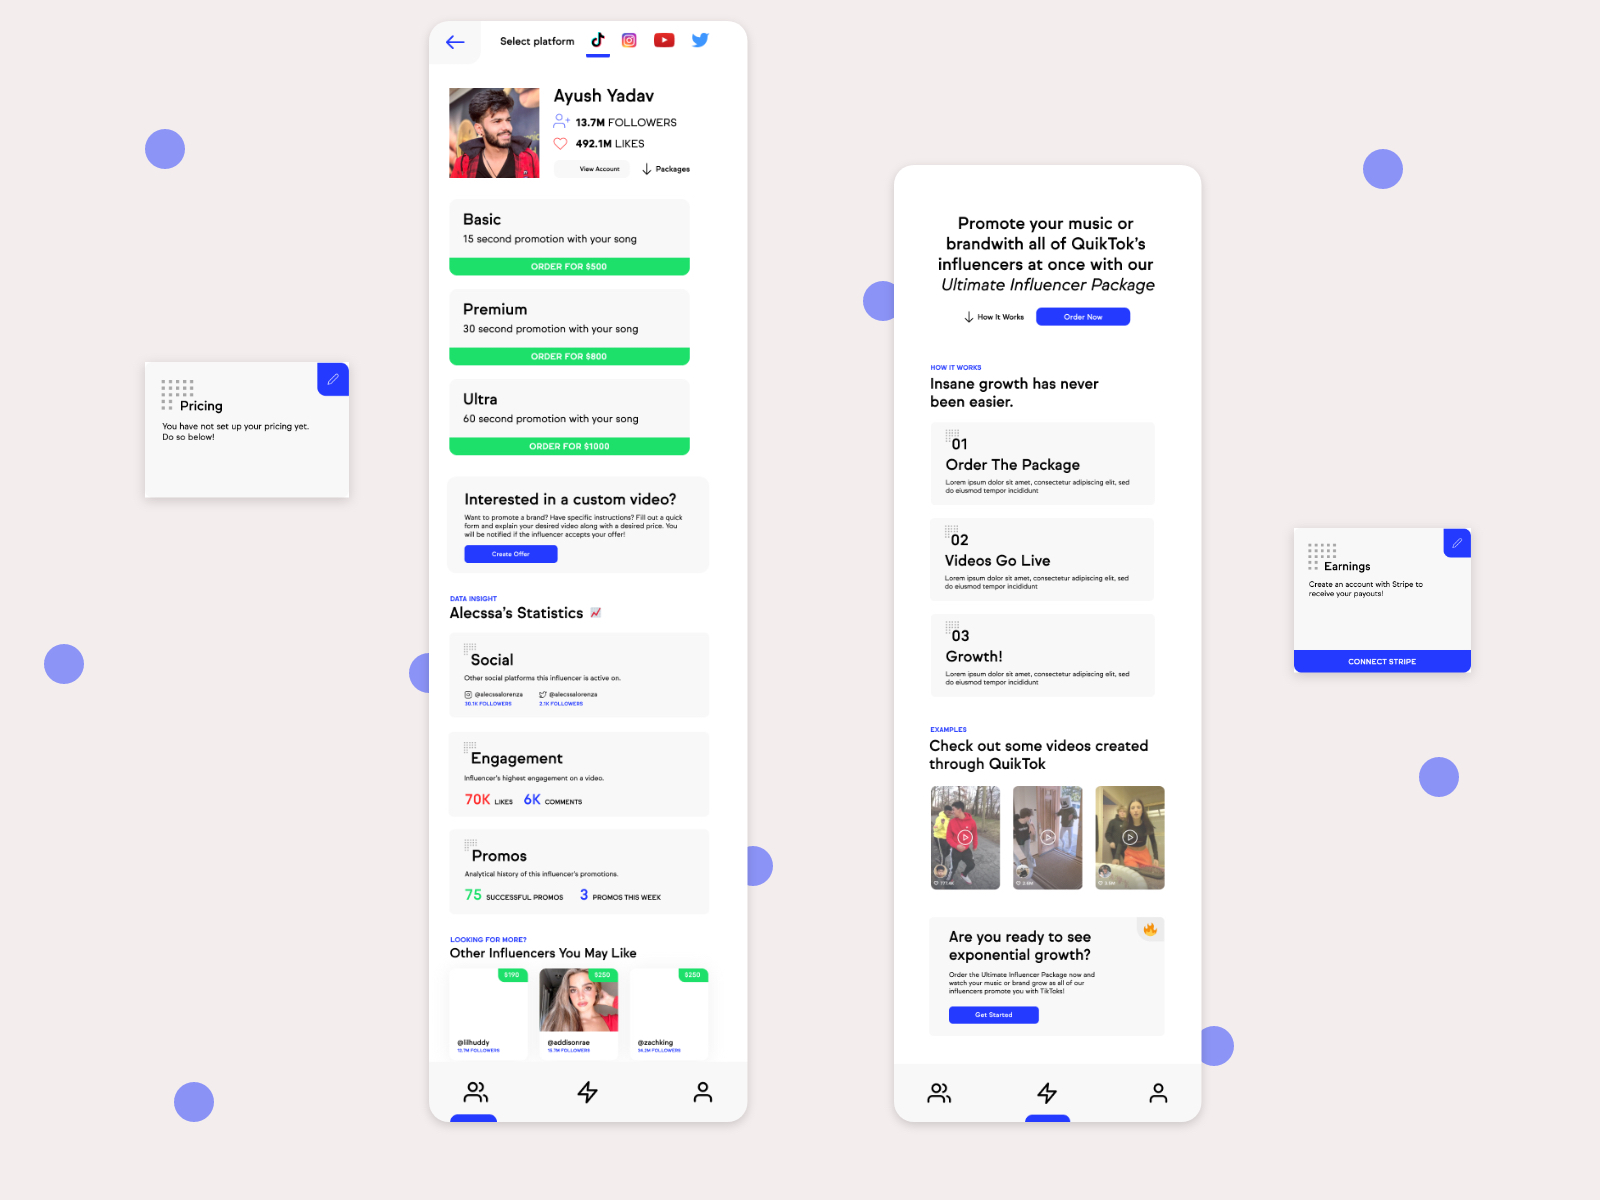 Select platform
Ayush Yadav
13.7M FOLLOWERS
492.1M LIKES
View Account
Packages
Basic
15 second promotion with your song
ORDER FOR $500
Premium
30 second promotion with your song
ORDER FOR $800
Ultra
60 second promotion with your song
ORDER FOR $1000
Interested in a custom video?
Want to promote a brand? Have specific instructions? Fill out a quick
form and explain your desired video along with a desired price. You
will be notified if the influencer accepts your offer!
Create Offer
DATA INSIGHT
Alecssa's Statistics
Social
Other social platforms this influencer is active on.
@alecssalorenza @alecssalorenza
FOLLOWERS 2.1K FOLLOWERS
Engagement
Influencer's highest engagement on a video.
70K LIKES 6K COMMENTS
Promos
Analytical history of this influencer's promotions.
75 SUCCESSFUL PROMOS 3 PROMOS THIS WEEK
LOOKING FOR MORE?
Other Influencers You May Like
$190 $250 $250
@lilhuddy @addisonrae @zachking
FOLLOWERS FOLLOWERS FOLLOWERS
Pricing
You have not set up your pricing yet.
Do so below!
Promote your music or
brandwith all of QuikTok's
influencers at once with our
Ultimate Influencer Package
How It Works
Order Now
HOW IT WORKS
Insane growth has never
been easier.
01
Order The Package
Lorem ipsum dolor sit amet, consectetur adipiscing elit, sed
do eiusmod tempor incididunt
02
Videos Go Live
Lorem ipsum dolor sit amet, consectetur adipiscing elit, sed
do eiusmod tempor incididunt
03
Growth!
Lorem ipsum dolor sit amet, consectetur adipiscing elit, sed
do eiusmod tempor incididunt
EXAMPLES
Check out some videos created
through QuikTok
Are you ready to see
exponential growth?
Order the Ultimate Influencer Package now and
watch your music or brand grow as all of our
influencers promote you with TikToks!
Get Started
Earnings
Create an account with Stripe to
receive your payouts!
CONNECT STRIPE